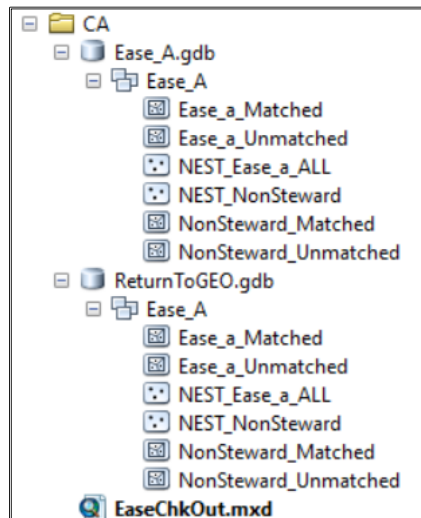 CA
Ease_A.gdb
Ease_A
Ease_a_Matched
Ease_a_Unmatched
NEST_Ease_a_ALL
NEST_NonSteward
NonSteward_Matched
NonSteward_Unmatched
ReturnToGEO.gdb
Ease_A
Ease_a_Matched
Ease_a_Unmatched
NEST_Ease_a_ALL
NEST_NonSteward
NonSteward_Matched
NonSteward_Unmatched
EaseChkOut.mxd